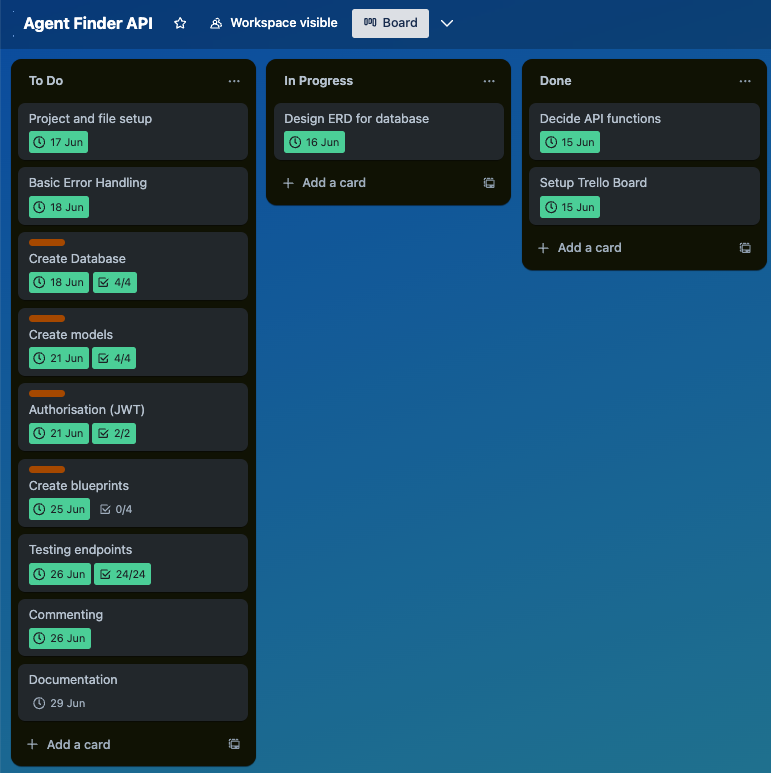 Agent Finder API
Workspace visible
Board
To Do
Project and file setup
17 Jun
Basic Error Handling
18 Jun
Create Database
18 Jun 4/4
Create models
21 Jun 4/4
Authorisation (JWT)
21 Jun 2/2
Create blueprints
25 Jun 0/4
Testing endpoints
26 Jun 24/24
Commenting
26 Jun
Documentation
29 Jun
Add a card
In Progress
Design ERD for database
16 Jun
Add a card
Done
Decide API functions
15 Jun
Setup Trello Board
15 Jun
Add a card